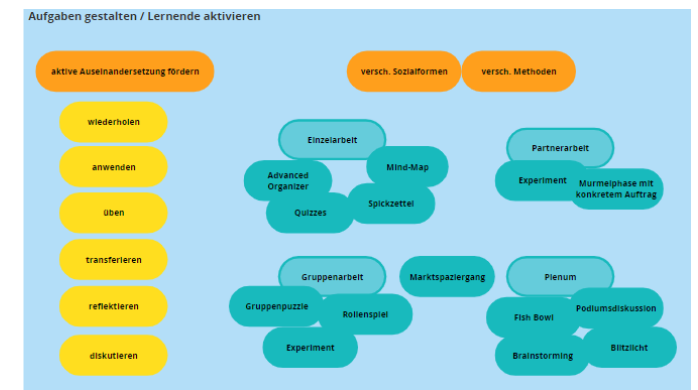 Aufgaben gestalten / Lernende aktivieren
aktive Auseinandersetzung fördern
versch. Sozialformen
versch. Methoden
wiederholen
anwenden
üben
transferieren
reflektieren
diskutieren
Einzelarbeit
Mind-Map
Advanced
Organizer
Spickzettel
Quizzes
Partnerarbeit
Experiment
Murmelphase mit
konkretem Auftrag
Gruppenarbeit
Marktspaziergang
Gruppenpuzzle
Rollenspiel
Experiment
Plenum
Podiumsdiskussion
Fish Bowl
Blitzlicht
Brainstorming